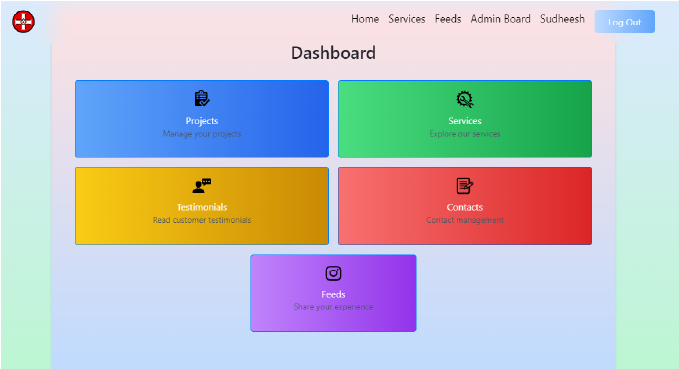 Home Services Feeds Admin Board Sudheesh Log Out
Dashboard
Projects
Manage your projects
Services
Explore our services
Testimonials
Read customer testimonials
Contacts
Contact management
Feeds
Share your experience